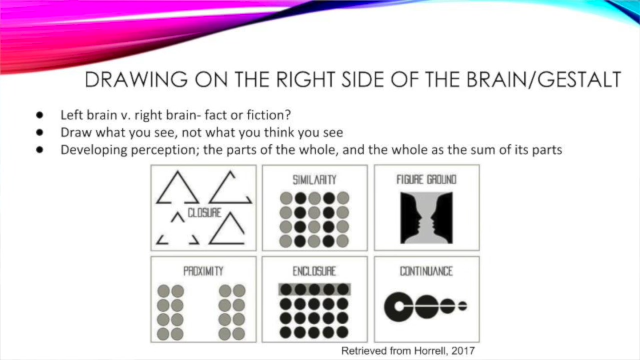 DRAWING ON THE RIGHT SIDE OF THE BRAIN/GESTALT
● Left brain v. right brain- fact or fiction?
● Draw what you see, not what you think you see
● Developing perception; the parts of the whole, and the whole as the sum of its parts
CLOSURE
SIMILARITY
FIGURE GROUND
PROXIMITY
ENCLOSURE
CONTINUANCE
Retrieved from Horrell, 2017